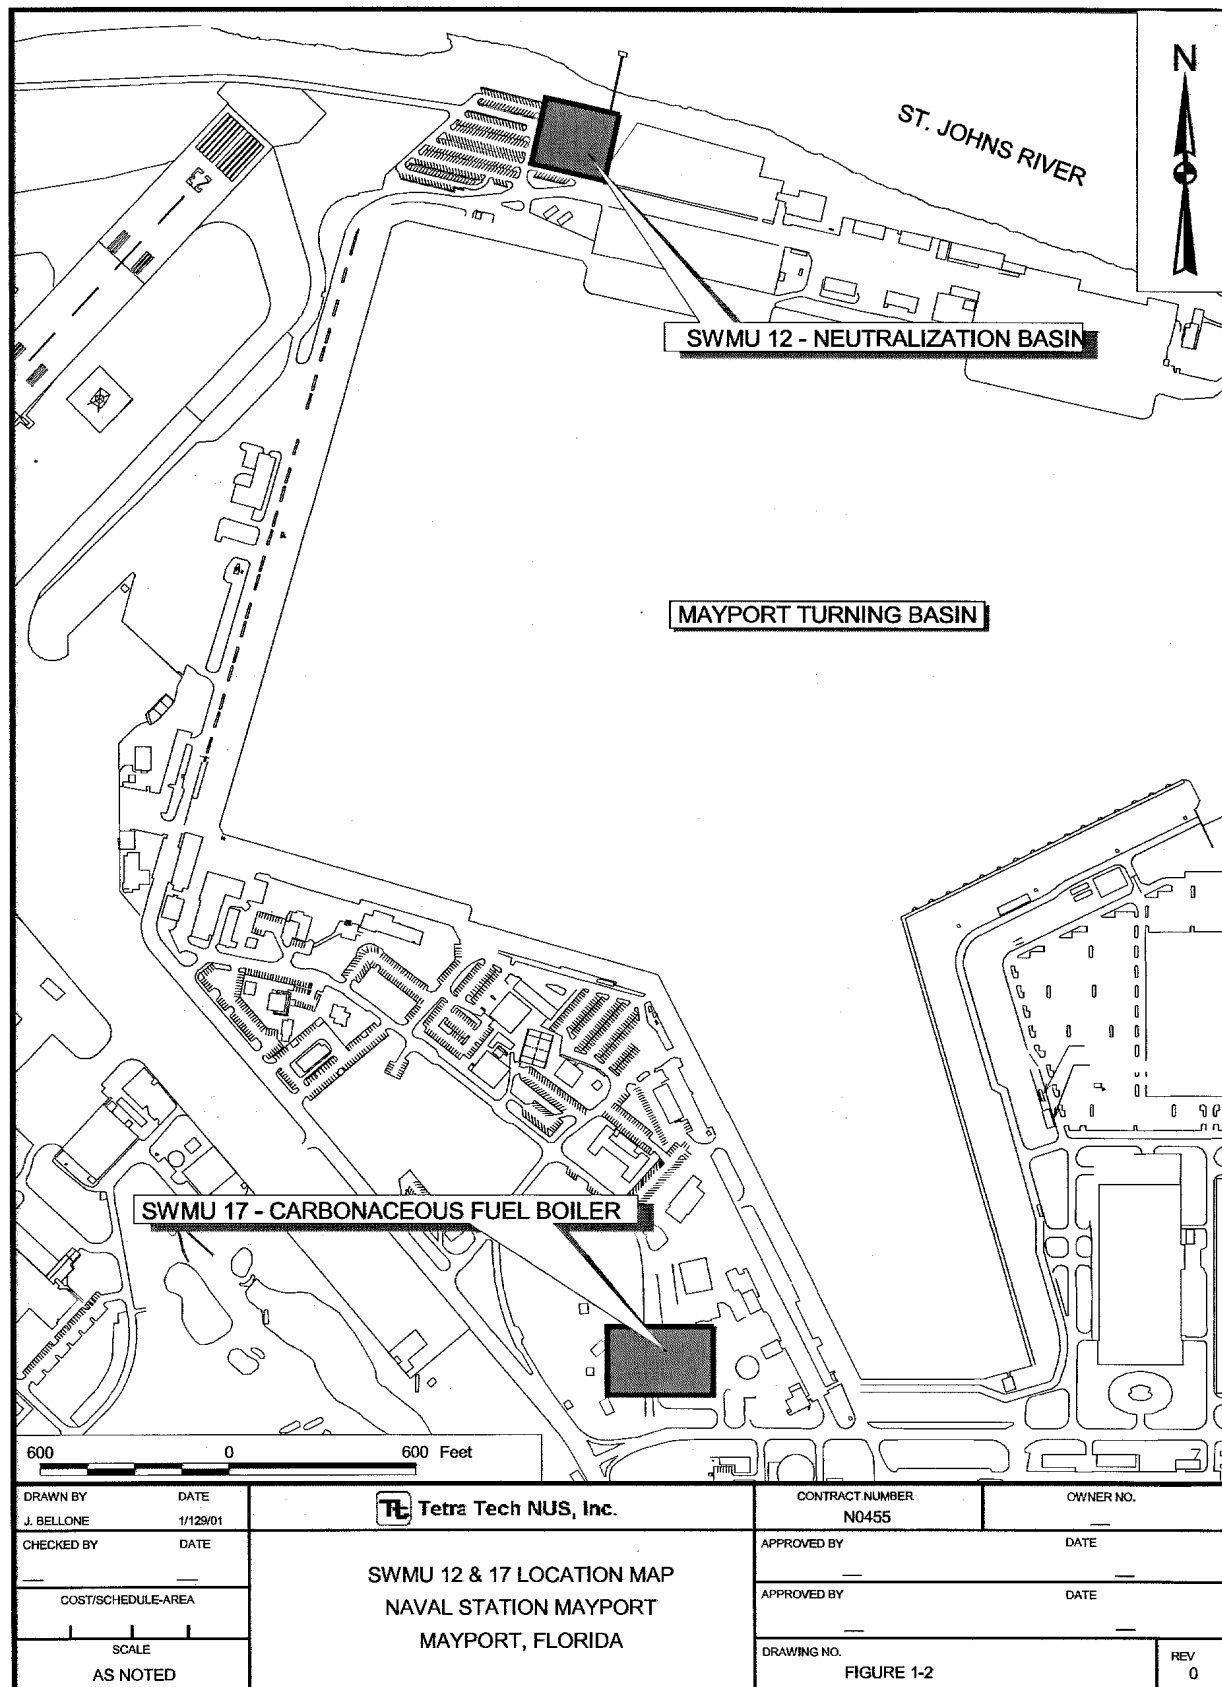 N
ST. JOHNS RIVER
23
SWMU 12 - NEUTRALIZATION BASIN
MAYPORT TURNING BASIN
SWMU 17 - CARBONACEOUS FUEL BOILER
600 0 600 Feet
DRAWN BY DATE
J. BELLONE 1/129/01
CHECKED BY DATE
COST/SCHEDULE-AREA
SCALE
AS NOTED
Tetra Tech NUS, Inc.
SWMU 12 & 17 LOCATION MAP
NAVAL STATION MAYPORT
MAYPORT, FLORIDA
CONTRACT NUMBER
N0455
OWNER NO.
APPROVED BY DATE
APPROVED BY DATE
DRAWING NO.
FIGURE 1-2
REV
0